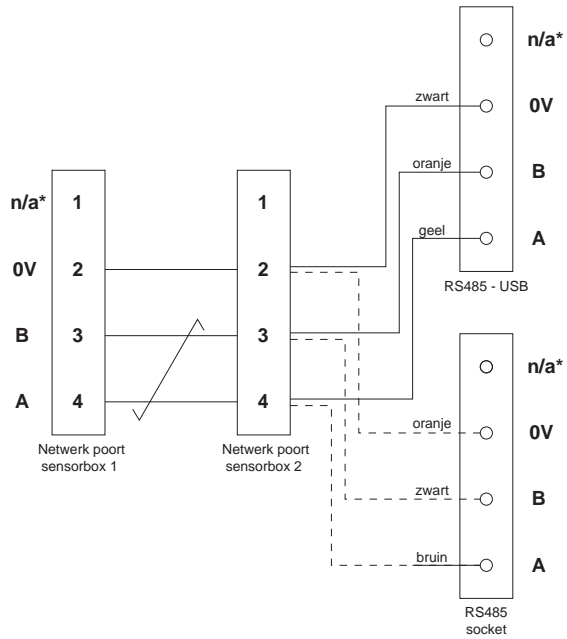 n/a*
zwart
0V
oranje
B
geel
A
RS485 - USB
n/a*
1
1
0V
2
2
B
3
3
A
4
4
Netwerk poort
sensorbox 1
Netwerk poort
sensorbox 2
n/a*
oranje
0V
zwart
B
bruin
A
RS485
socket